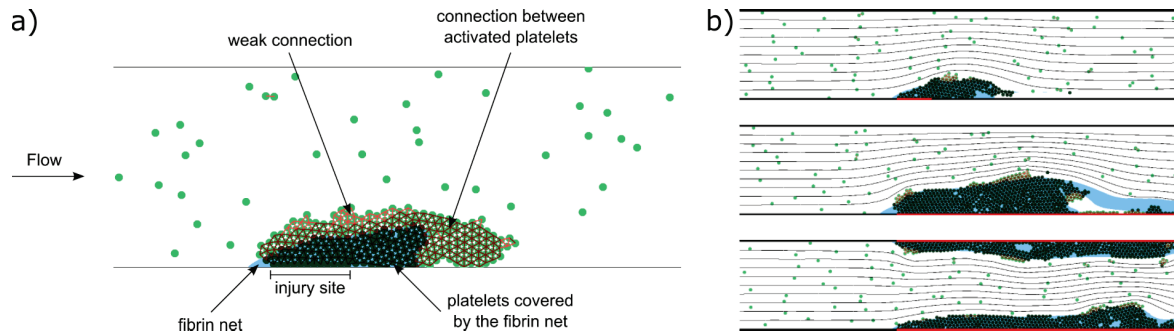 a)
weak connection
connection between
activated platelets
Flow
injury site
fibrin net
platelets covered
by the fibrin net
b)